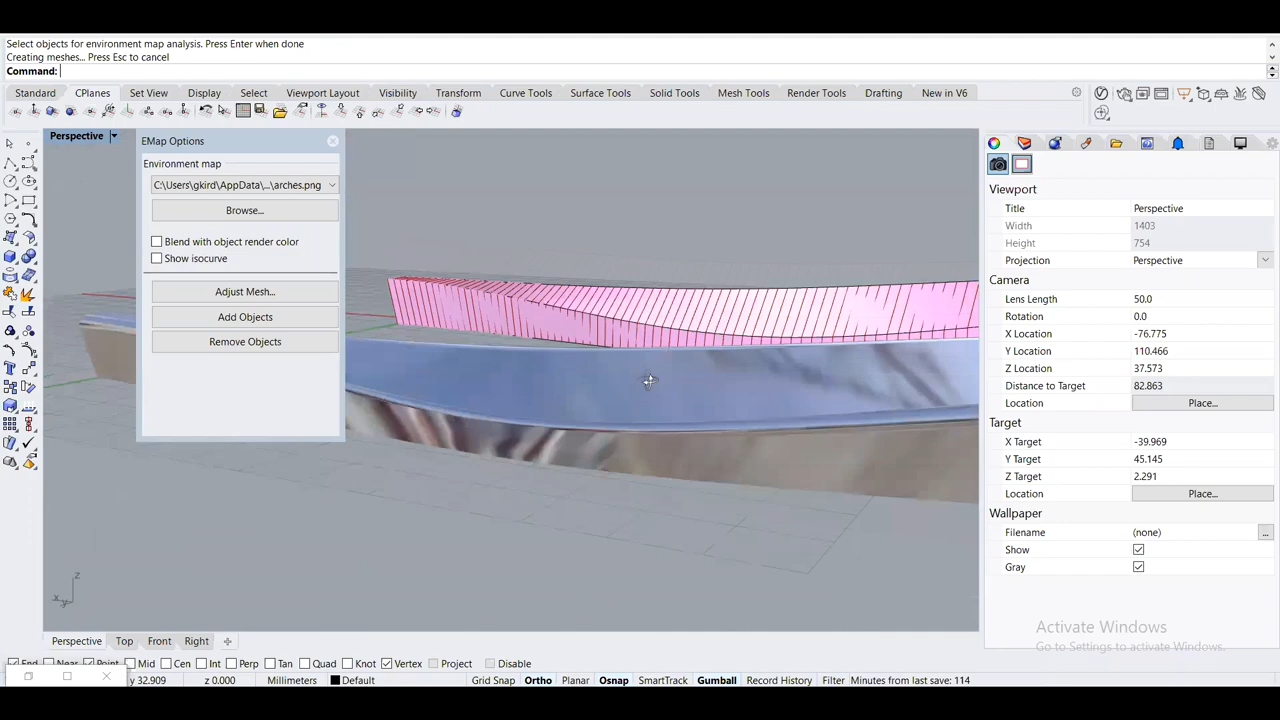 Select objects for environment map analysis. Press Enter when done
Creating meshes... Press Esc to cancel
Command:
Standard CPlanes Set View Display Select Viewport Layout Visibility Transform Curve Tools Surface Tools Solid Tools Mesh Tools Render Tools Drafting New in V6
Perspective
EMap Options
Environment map
C:\Users\gkird\AppData\...\arches.png
Browse...
Blend with object render color
Show isocurve
Adjust Mesh...
Add Objects
Remove Objects
Viewport
Title Perspective
Width 1403
Height 754
Projection Perspective
Camera
Lens Length 50.0
Rotation 0.0
X Location -76.775
Y Location 110.466
Z Location 37.573
Distance to Target 82.863
Location Place...
Target
X Target -39.969
Y Target 45.145
Z Target 2.291
Location Place...
Wallpaper
Filename (none) ...
Show
Gray
z
x y
Activate Windows
Go to Settings to activate Windows.
Perspective Top Front Right
End Near Point Mid Cen Int Perp Tan Quad Knot Vertex Project Disable
y 32.909 z 0.000 Millimeters Default Grid Snap Ortho Planar Osnap SmartTrack Gumball Record History Filter Minutes from last save: 114